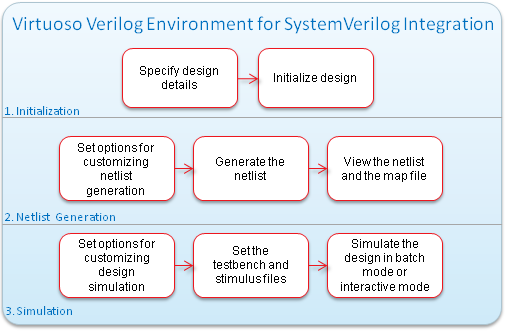 Virtuoso Verilog Environment for SystemVerilog Integration
Specify design
details
Initialize design
1. Initialization
Set options for
customizing
netlist
generation
Generate the
netlist
View the netlist
and the map file
2. Netlist Generation
Set options for
customizing
design
simulation
Set the
testbench and
stimulus files
Simulate the
design in batch
mode or
interactive mode
3. Simulation